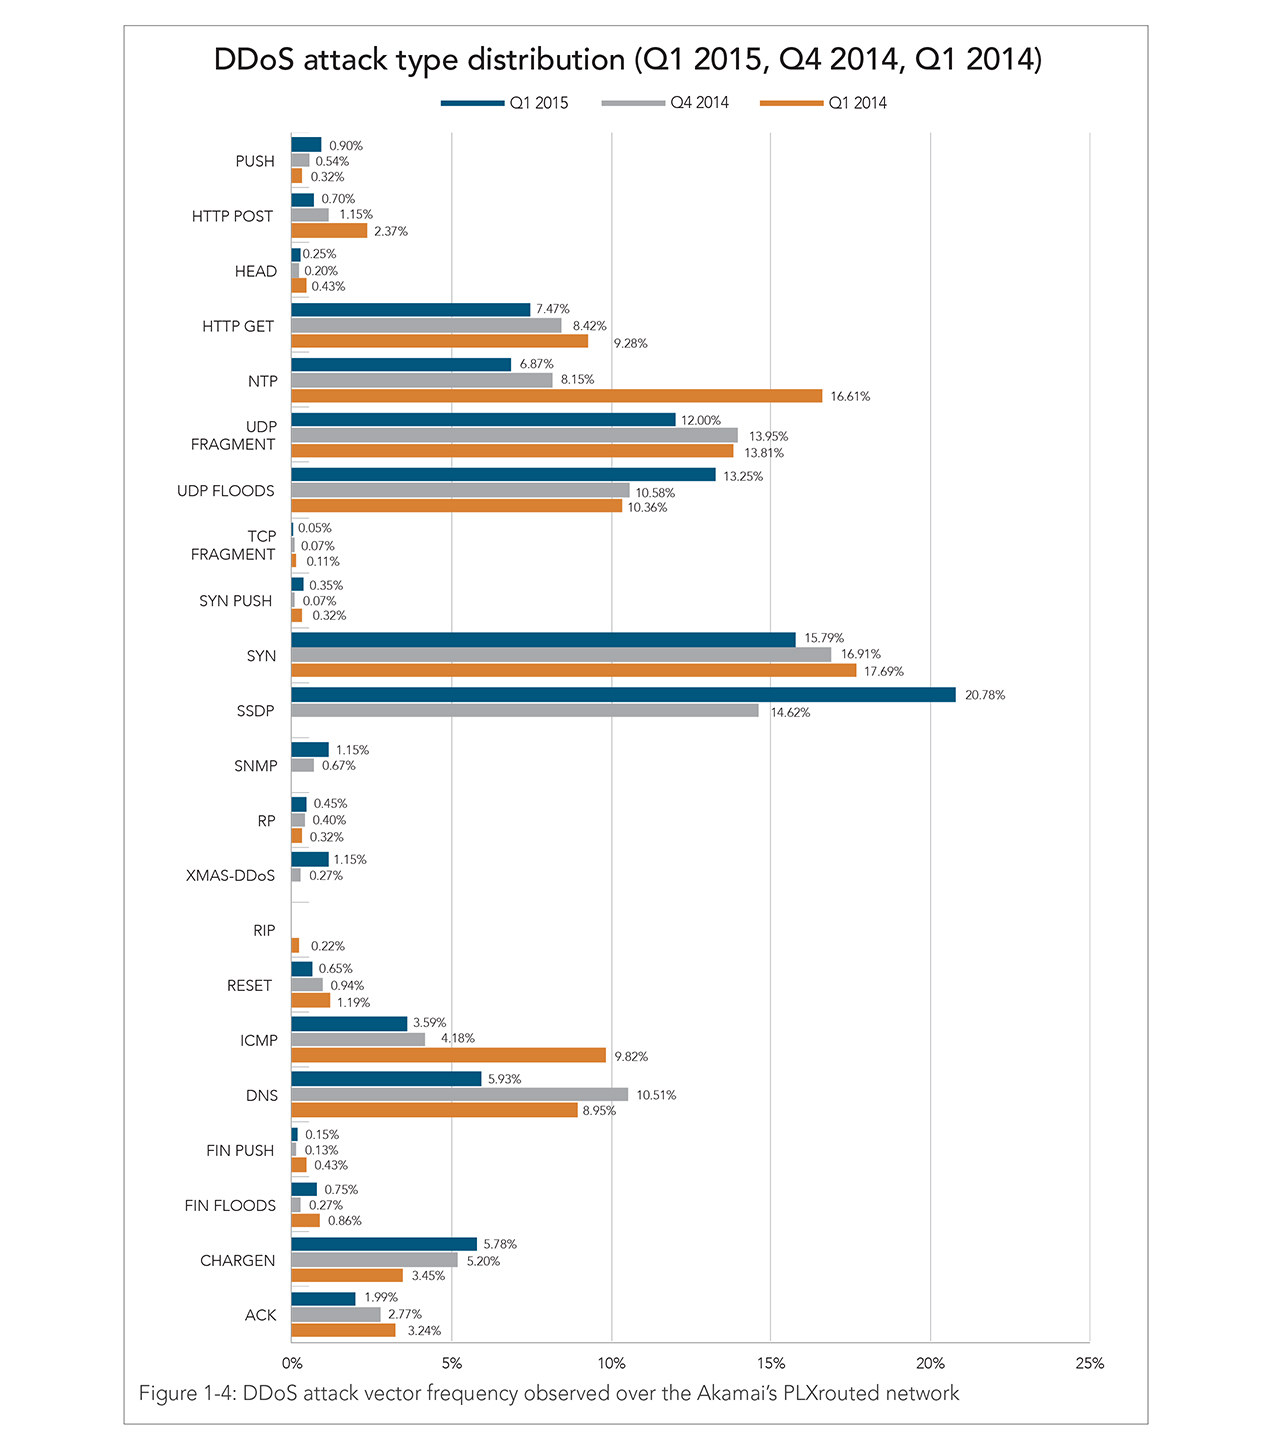 DDoS attack type distribution (Q1 2015, Q4 2014, Q1 2014)
Q1 2015 Q4 2014 Q1 2014
PUSH
0.90%
0.54%
0.32%
HTTP POST
0.70%
1.15%
2.37%
HEAD
0.25%
0.20%
0.43%
HTTP GET
7.47%
8.42%
9.28%
NTP
6.87%
8.15%
16.61%
UDP
FRAGMENT
12.00%
13.95%
13.81%
UDP FLOODS
13.25%
10.58%
10.36%
TCP
FRAGMENT
0.05%
0.07%
0.11%
SYN PUSH
0.35%
0.07%
0.32%
SYN
15.79%
16.91%
17.69%
SSDP
20.78%
14.62%
SNMP
1.15%
0.67%
RP
0.45%
0.40%
0.32%
XMAS-DDoS
1.15%
0.27%
RIP
0.22%
RESET
0.65%
0.94%
1.19%
ICMP
3.59%
4.18%
9.82%
DNS
5.93%
10.51%
8.95%
FIN PUSH
0.15%
0.13%
0.43%
FIN FLOODS
0.75%
0.27%
0.86%
CHARGEN
5.78%
5.20%
3.45%
ACK
1.99%
2.77%
3.24%
0% 5% 10% 15% 20% 25%
Figure 1-4: DDoS attack vector frequency observed over the Akamai's PLXrouted network